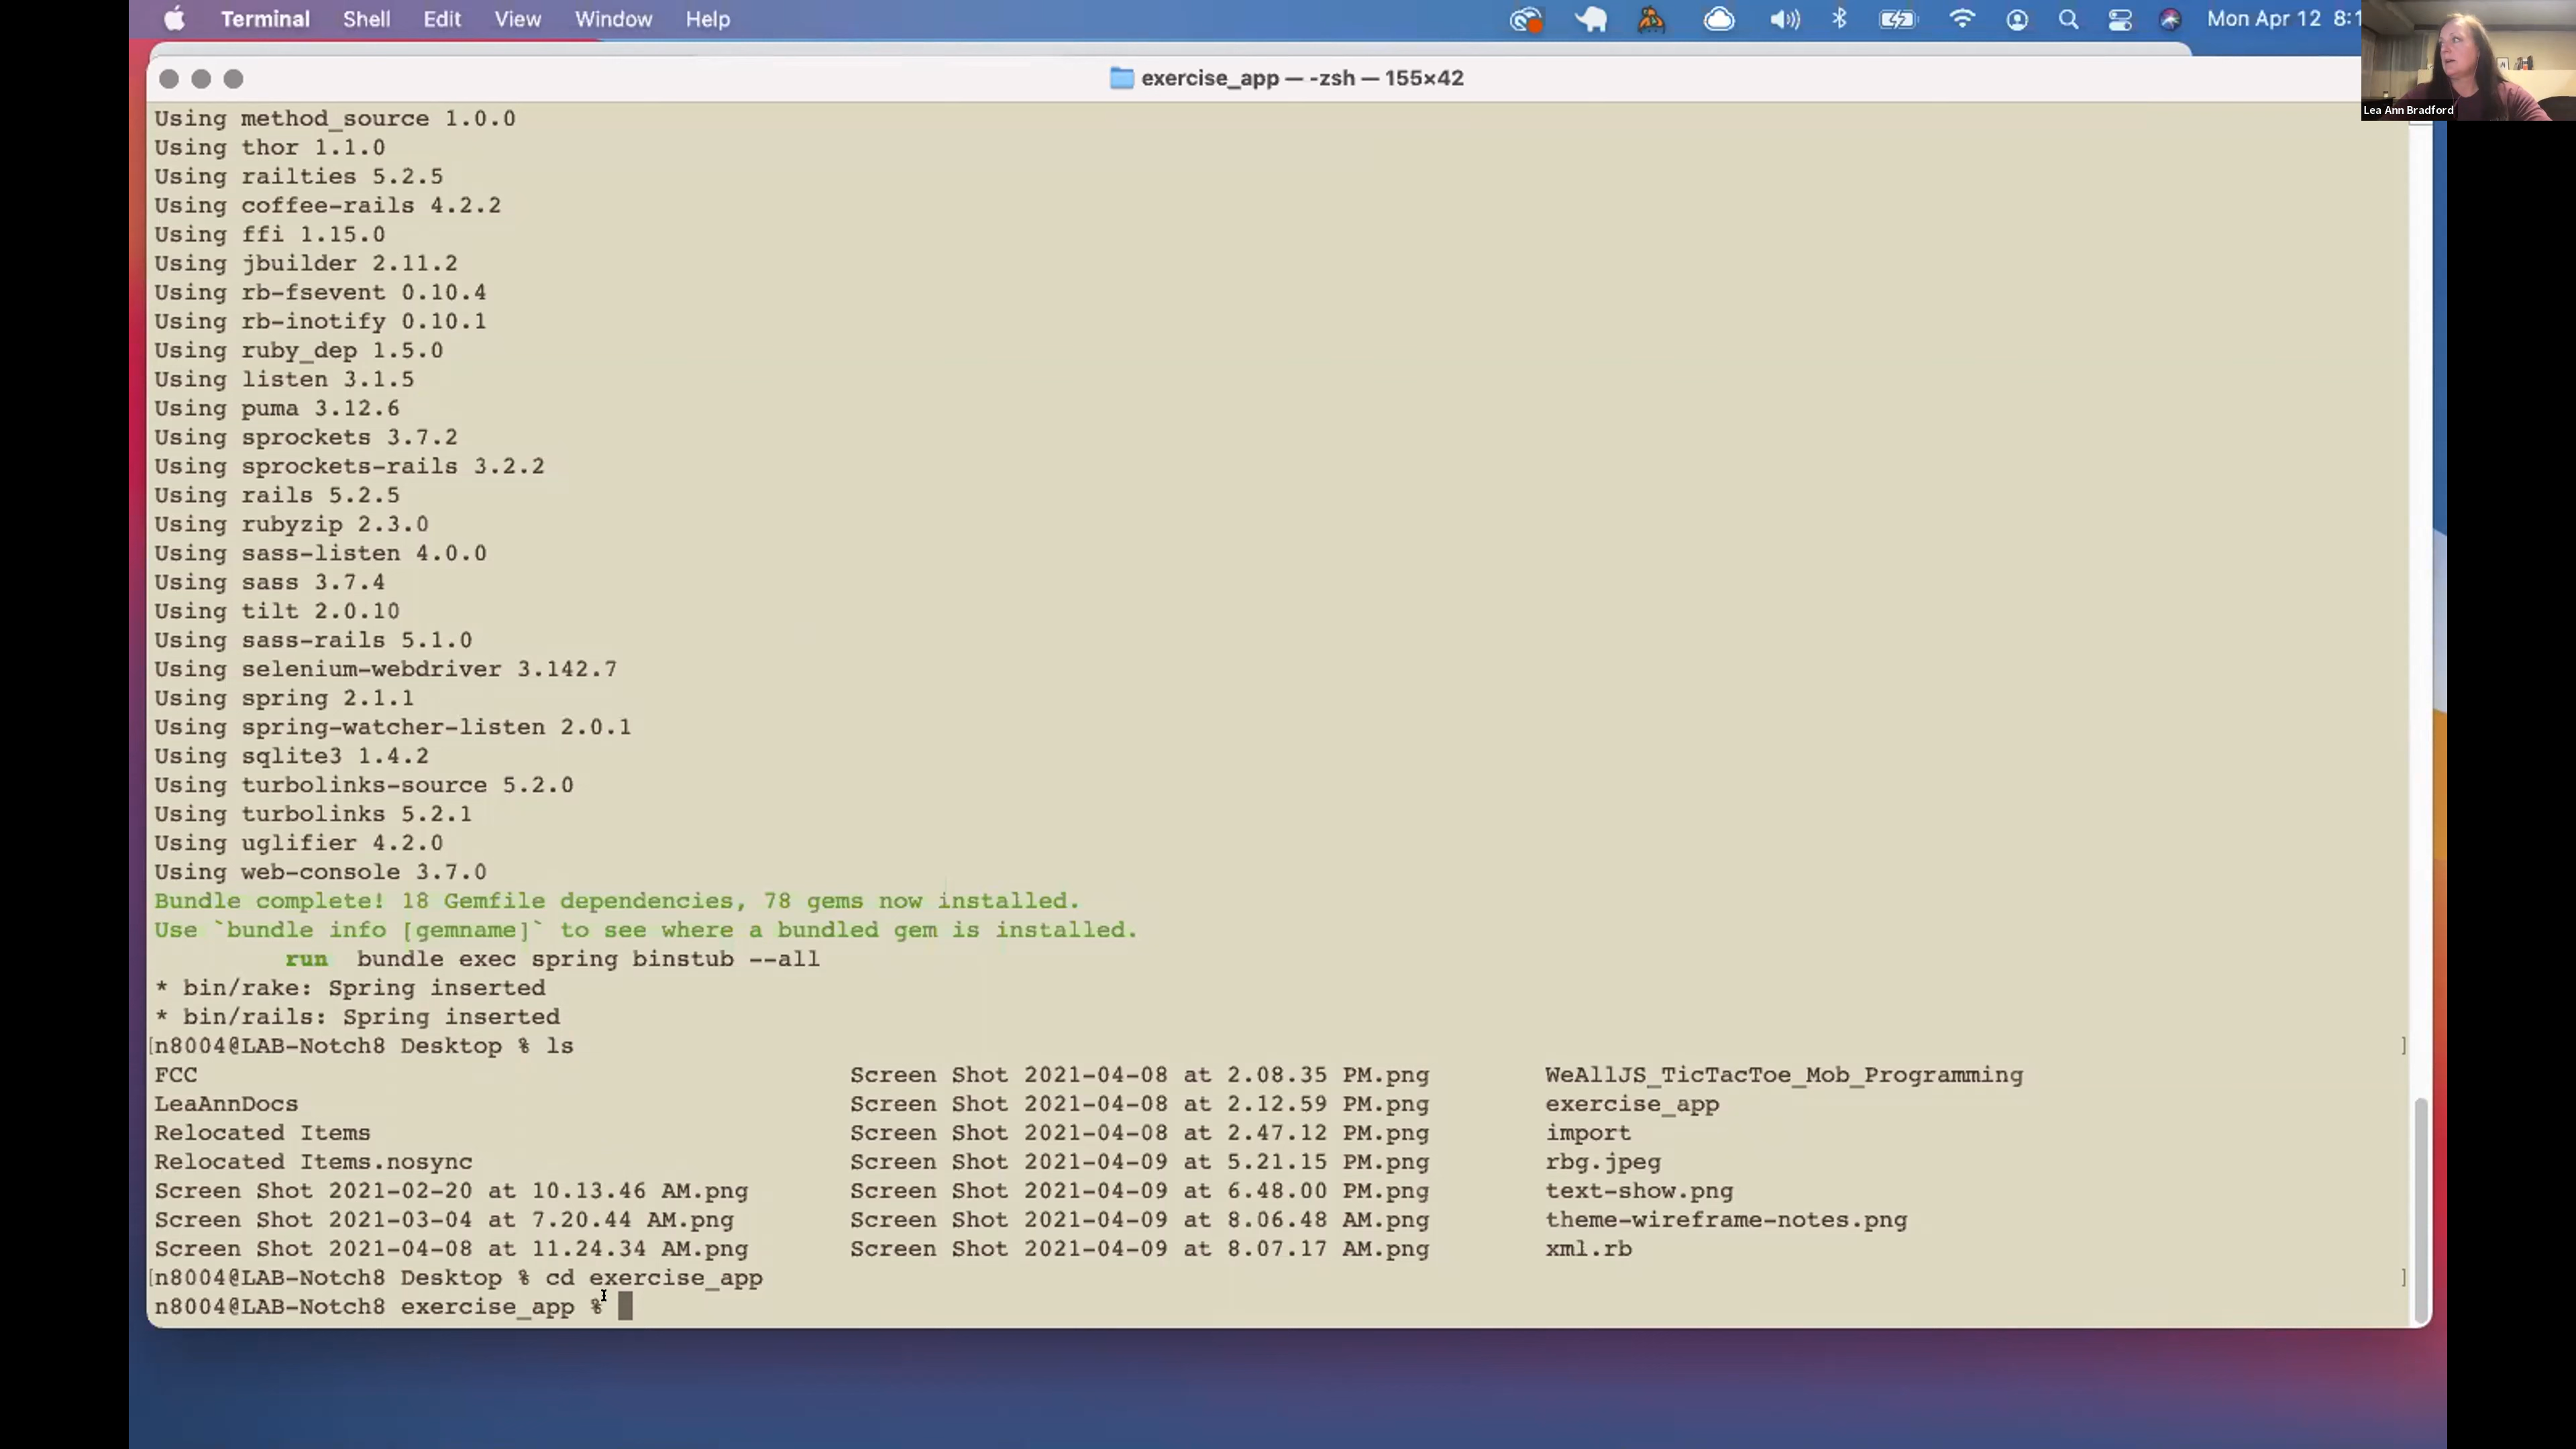 Terminal Shell Edit View Window Help Mon Apr 12 8:1
exercise_app — -zsh — 155×42
Lea Ann Bradford
Using method_source 1.0.0
Using thor 1.1.0
Using railties 5.2.5
Using coffee-rails 4.2.2
Using ffi 1.15.0
Using jbuilder 2.11.2
Using rb-fsevent 0.10.4
Using rb-inotify 0.10.1
Using ruby_dep 1.5.0
Using listen 3.1.5
Using puma 3.12.6
Using sprockets 3.7.2
Using sprockets-rails 3.2.2
Using rails 5.2.5
Using rubyzip 2.3.0
Using sass-listen 4.0.0
Using sass 3.7.4
Using tilt 2.0.10
Using sass-rails 5.1.0
Using selenium-webdriver 3.142.7
Using spring 2.1.1
Using spring-watcher-listen 2.0.1
Using sqlite3 1.4.2
Using turbolinks-source 5.2.0
Using turbolinks 5.2.1
Using uglifier 4.2.0
Using web-console 3.7.0
Bundle complete! 18 Gemfile dependencies, 78 gems now installed.
Use `bundle info [gemname]` to see where a bundled gem is installed.
run bundle exec spring binstub --all
* bin/rake: Spring inserted
* bin/rails: Spring inserted
[n8004@LAB-Notch8 Desktop % ls ]
FCC Screen Shot 2021-04-08 at 2.08.35 PM.png WeAllJS_TicTacToe_Mob_Programming
LeaAnnDocs Screen Shot 2021-04-08 at 2.12.59 PM.png exercise_app
Relocated Items Screen Shot 2021-04-08 at 2.47.12 PM.png import
Relocated Items.nosync Screen Shot 2021-04-09 at 5.21.15 PM.png rbg.jpeg
Screen Shot 2021-02-20 at 10.13.46 AM.png Screen Shot 2021-04-09 at 6.48.00 PM.png text-show.png
Screen Shot 2021-03-04 at 7.20.44 AM.png Screen Shot 2021-04-09 at 8.06.48 AM.png theme-wireframe-notes.png
Screen Shot 2021-04-08 at 11.24.34 AM.png Screen Shot 2021-04-09 at 8.07.17 AM.png xml.rb
[n8004@LAB-Notch8 Desktop % cd exercise_app ]
n8004@LAB-Notch8 exercise_app %